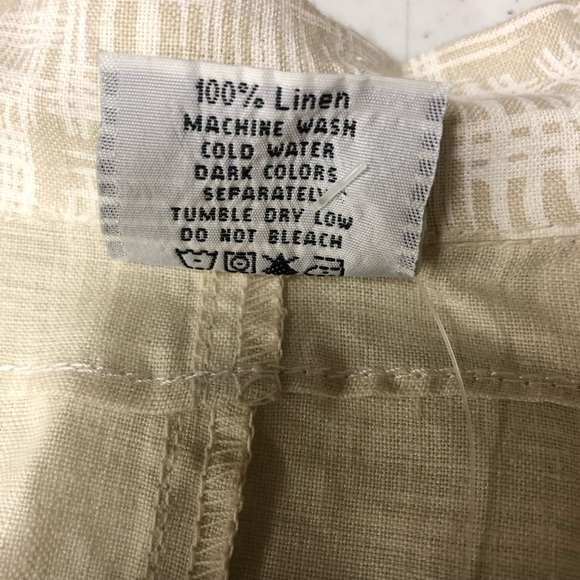 100% Linen
MACHINE WASH
COLD WATER
DARK COLORS
SEPARATELY
TUMBLE DRY LOW
DO NOT BLEACH